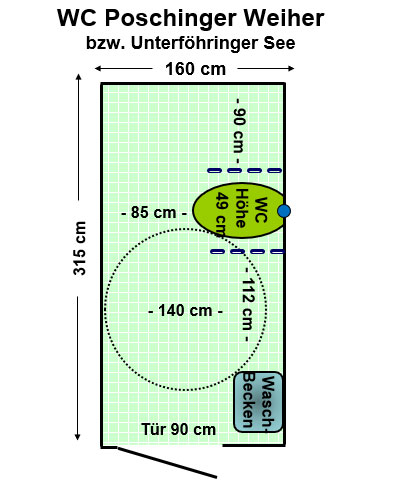 WC Poschinger Weiher
bzw. Unterföhringer See
160 cm
- 90 cm -
315 cm
WC
Höhe
49 cm
- 85 cm -
- 112 cm -
- 140 cm -
Wasch-
Becken
Tür 90 cm